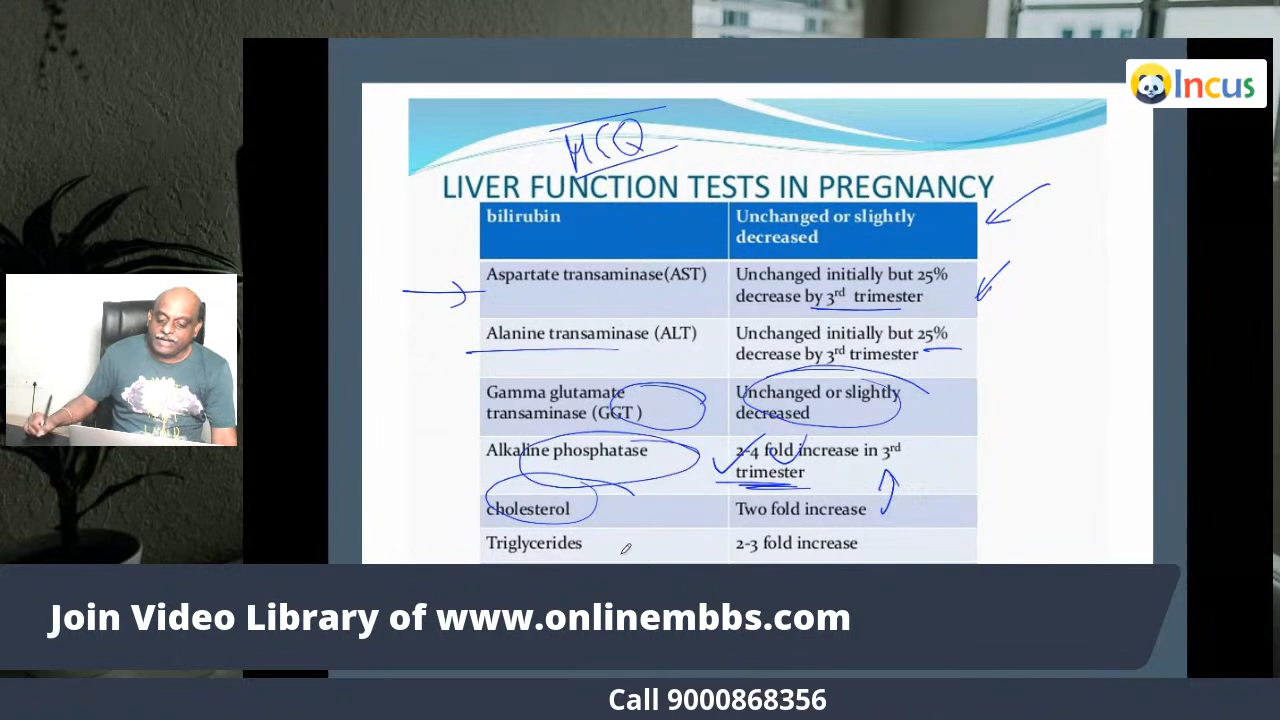 Incus
MCQ
LIVER FUNCTION TESTS IN PREGNANCY
bilirubin
Unchanged or slightly
decreased
Aspartate transaminase(AST)
Unchanged initially but 25%
decrease by 3rd trimester
Alanine transaminase (ALT)
Unchanged initially but 25%
decrease by 3rd trimester
Gamma glutamate
transaminase (GGT )
Unchanged or slightly
decreased
Alkaline phosphatase
2-4 fold increase in 3rd
trimester
cholesterol
Two fold increase
Triglycerides
2-3 fold increase
Join Video Library of www.onlinembbs.com
Call 9000868356